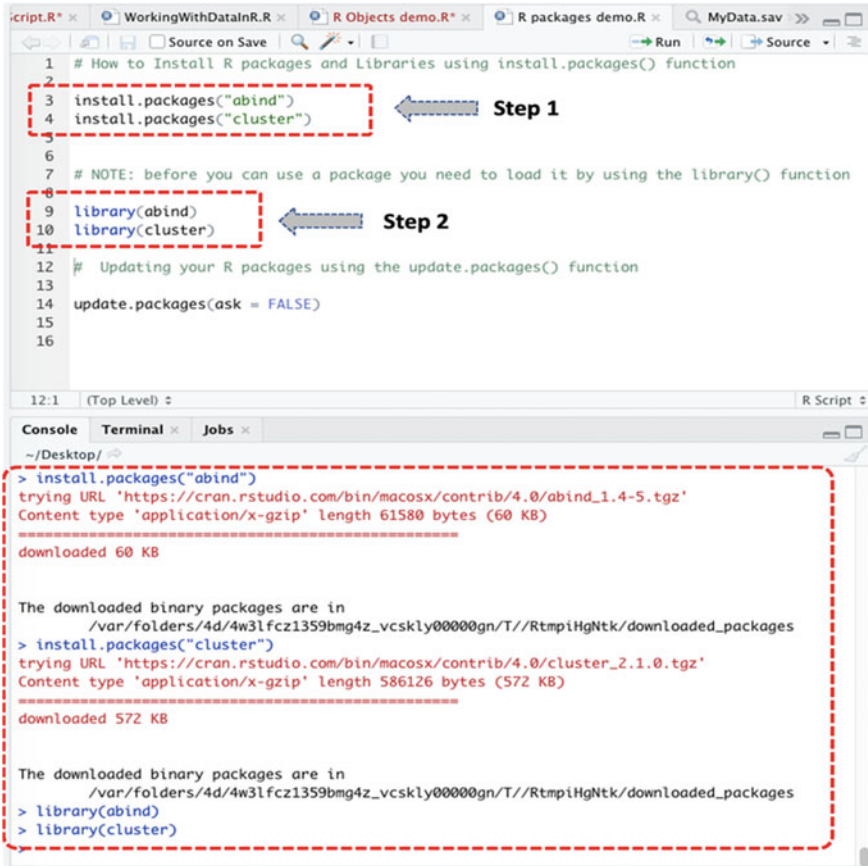 cript.R* × WorkingWithDataInR.R × R Objects demo.R* × R packages demo.R × MyData.sav
Source on Save Run Source
1 # How to Install R packages and Libraries using install.packages() function
2
3 install.packages("abind")
4 install.packages("cluster")
Step 1
5
6
7 # NOTE: before you can use a package you need to load it by using the library() function
8
9 library(abind)
10 library(cluster)
Step 2
11
12 # Updating your R packages using the update.packages() function
13
14 update.packages(ask = FALSE)
15
16
12:1 (Top Level) R Script
Console Terminal × Jobs ×
~/Desktop/
> install.packages("abind")
trying URL 'https://cran.rstudio.com/bin/macosx/contrib/4.0/abind_1.4-5.tgz'
Content type 'application/x-gzip' length 61580 bytes (60 KB)
==================================================
downloaded 60 KB
The downloaded binary packages are in
/var/folders/4d/4w3lfcz1359bmg4z_vcskly00000gn/T//RtmpiHgNtk/downloaded_packages
> install.packages("cluster")
trying URL 'https://cran.rstudio.com/bin/macosx/contrib/4.0/cluster_2.1.0.tgz'
Content type 'application/x-gzip' length 586126 bytes (572 KB)
==================================================
downloaded 572 KB
The downloaded binary packages are in
/var/folders/4d/4w3lfcz1359bmg4z_vcskly00000gn/T//RtmpiHgNtk/downloaded_packages
> library(abind)
> library(cluster)
>